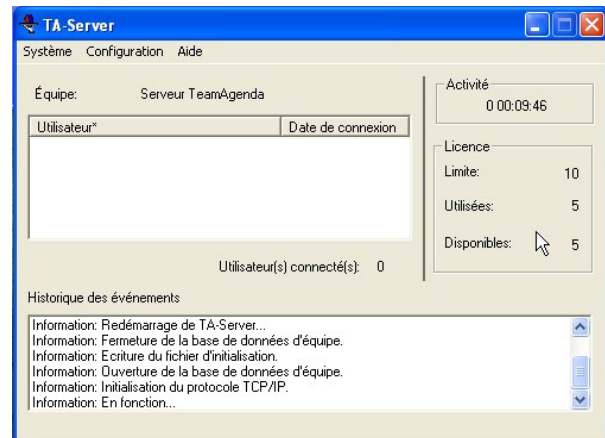 TA-Server
Système Configuration Aide
Équipe: Serveur TeamAgenda
Utilisateur* Date de connexion
Utilisateur(s) connecté(s): 0
Activité
0 00:09:46
Licence
Limite: 10
Utilisées: 5
Disponibles: 5
Historique des événements
Information: Redémarrage de TA-Server...
Information: Fermeture de la base de données d'équipe.
Information: Ecriture du fichier d'initialisation.
Information: Ouverture de la base de données d'équipe.
Information: Initialisation du protocole TCP/IP.
Information: En fonction...